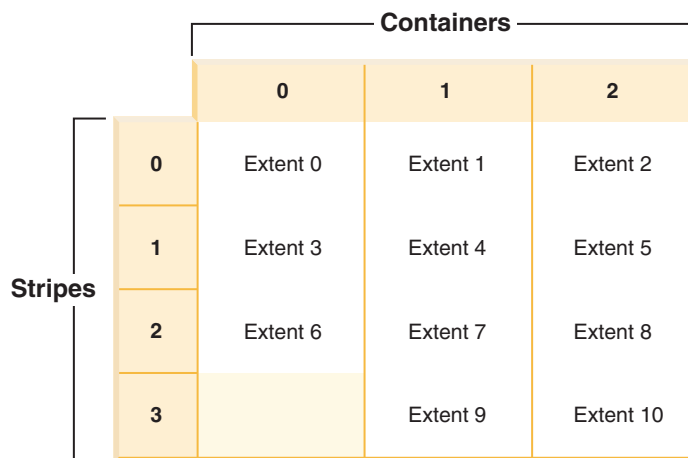 Containers
0 1 2
0 Extent 0 Extent 1 Extent 2
1 Extent 3 Extent 4 Extent 5
Stripes
2 Extent 6 Extent 7 Extent 8
3 Extent 9 Extent 10